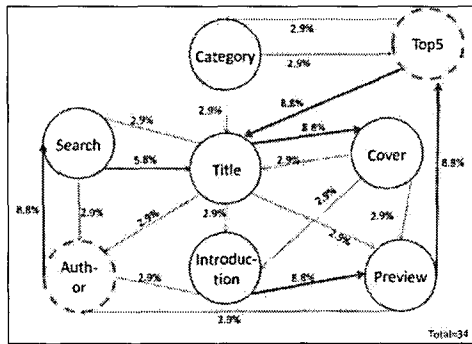 2.9%
Top5
Category
2.9%
2.9%
8.8%
2.9%
8.8%
Search
Cover
5.8%
Title
2.9%
8.8%
8.8%
2.9%
2.9%
2.9%
2.9%
2.9%
2.9%
Auth-
or
Introduc-
tion
Preview
2.9%
8.8%
2.9%
Total=34